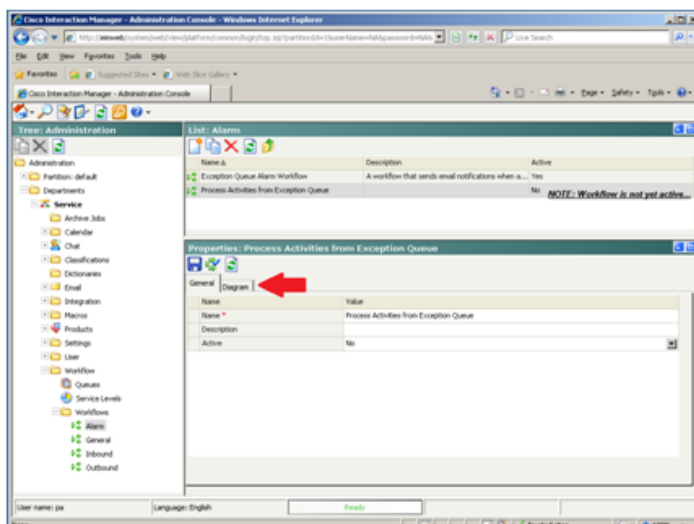 Cisco Interaction Manager - Administration Console - Windows Internet Explorer
Live Search
File Edit View Favorites Tools Help
Favorites Suggested Sites Web Slice Gallery
Cisco Interaction Manager - Administration Console
Page Safety Tools
Tree: Administration
List: Alarm
Name Description Active
Exception Queue Alarm Workflow A workflow that sends email notifications when a... Yes
Process Activities from Exception Queue No
NOTE: Workflow is not yet active...
Administration
Partition: default
Departments
Service
Archive Jobs
Calendar
Chat
Classifications
Dictionaries
Email
Integration
Macros
Products
Settings
User
Workflow
Queues
Service Levels
Workflows
Alarm
General
Inbound
Outbound
Properties: Process Activities from Exception Queue
General Diagram
Name Value
Name * Process Activities from Exception Queue
Description
Active No
User name: pa Language: English Ready